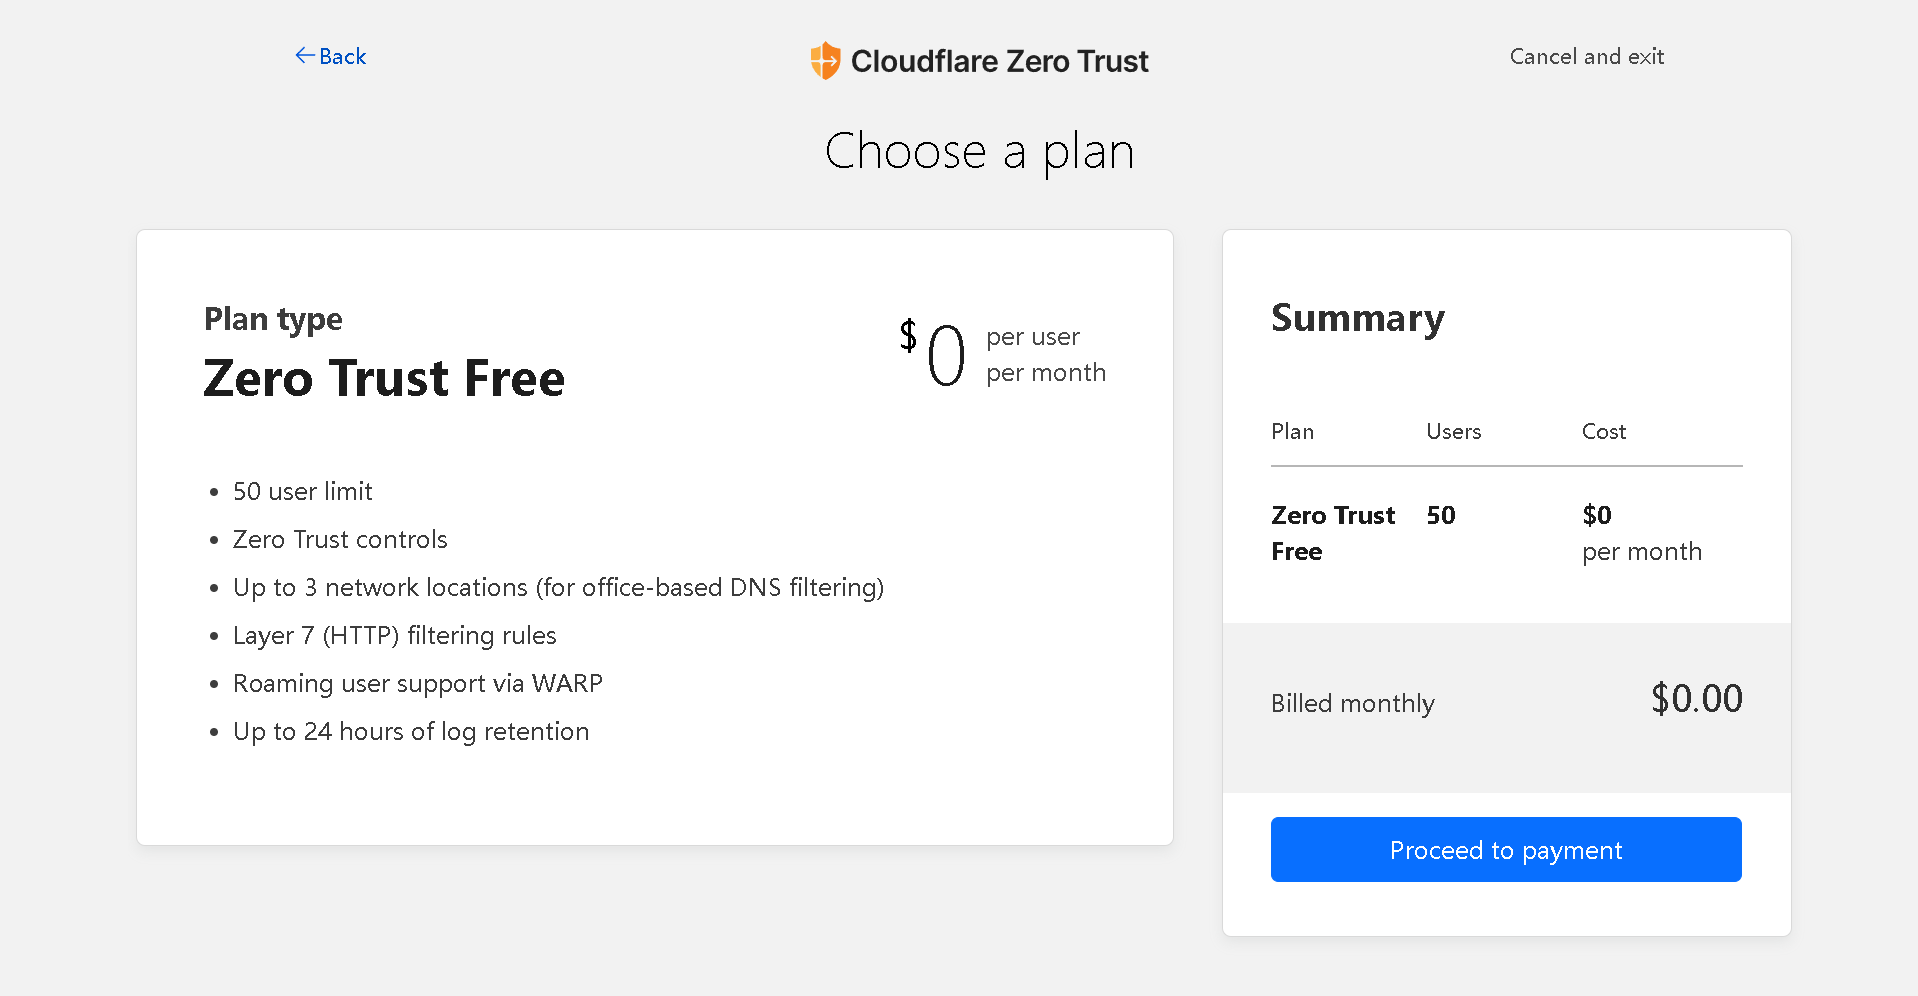 Back
Cloudflare Zero Trust
Cancel and exit
Choose a plan
Plan type
Zero Trust Free
$0 per user
per month
50 user limit
Zero Trust controls
Up to 3 network locations (for office-based DNS filtering)
Layer 7 (HTTP) filtering rules
Roaming user support via WARP
Up to 24 hours of log retention
Summary
Plan Users Cost
Zero Trust 50 $0
Free per month
Billed monthly $0.00
Proceed to payment